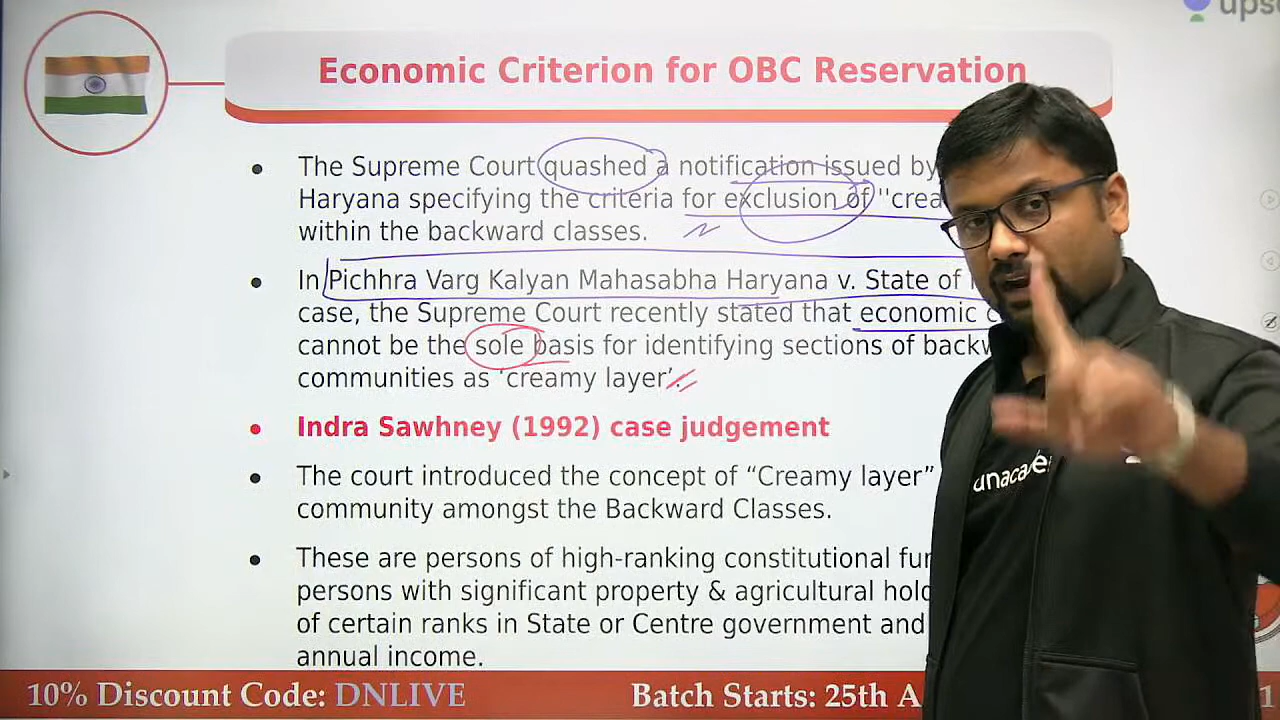 Economic Criterion for OBC Reservation
The Supreme Court quashed a notification issued by
Haryana specifying the criteria for exclusion of "crea
within the backward classes.
In Pichhra Varg Kalyan Mahasabha Haryana v. State of
case, the Supreme Court recently stated that economic
cannot be the sole basis for identifying sections of backw
communities as ‘creamy layer’.
Indra Sawhney (1992) case judgement
The court introduced the concept of “Creamy layer”
community amongst the Backward Classes.
These are persons of high-ranking constitutional fun
persons with significant property & agricultural hold
of certain ranks in State or Centre government and
annual income.
10% Discount Code: DNLIVE
Batch Starts: 25th A